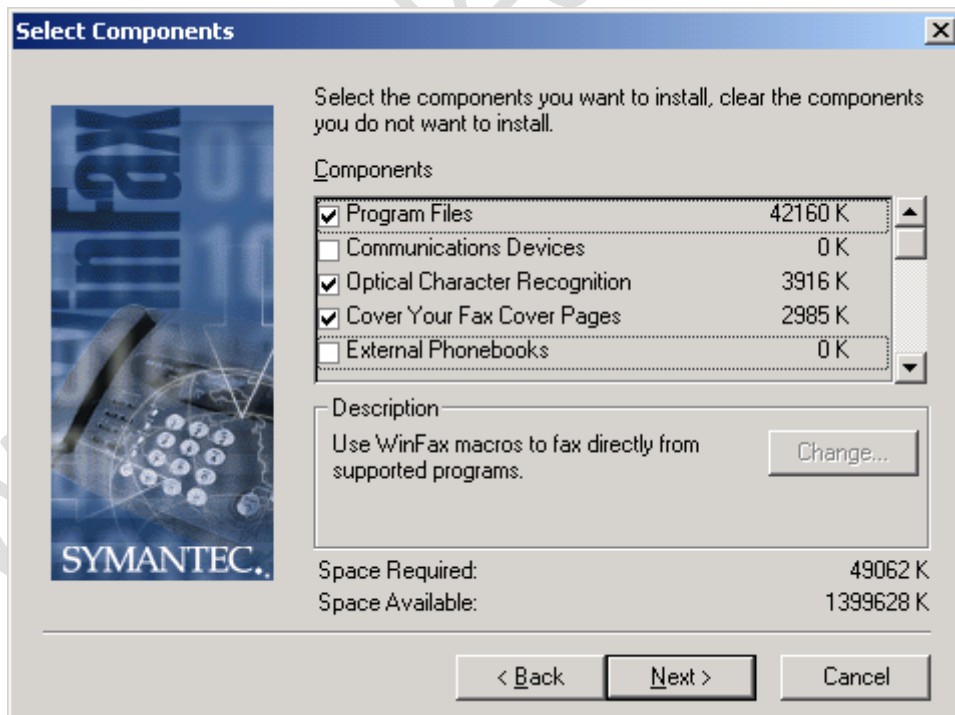 Select Components
Select the components you want to install, clear the components
you do not want to install.
Components
Program Files 42160 K
Communications Devices 0 K
Optical Character Recognition 3916 K
Cover Your Fax Cover Pages 2985 K
External Phonebooks 0 K
Description
Use WinFax macros to fax directly from
supported programs.
Change...
WinFax
SYMANTEC.
Space Required: 49062 K
Space Available: 1399628 K
< Back
Next >
Cancel